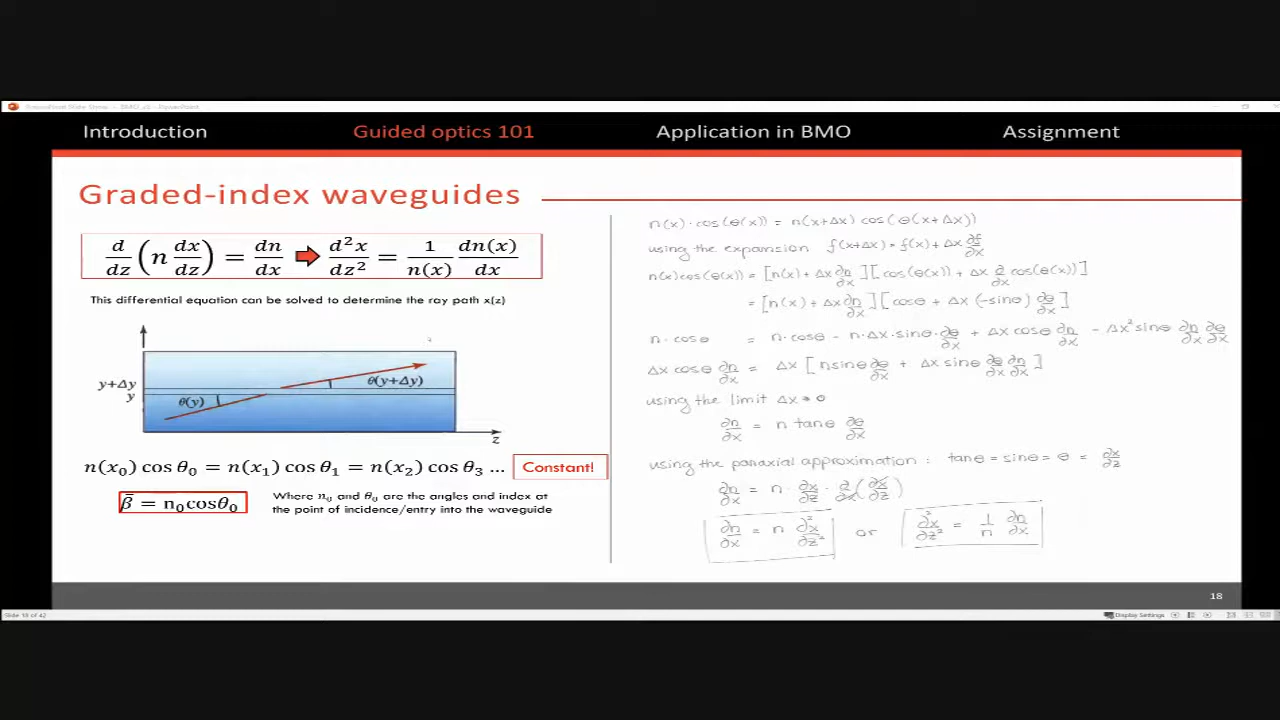 Introduction
Guided optics 101
Application in BMO
Assignment
Graded-index waveguides
d/dz (n dx/dz) = dn/dx ➡ d²x/dz² = 1/n(x) dn(x)/dx
This differential equation can be solved to determine the ray path x(z)
y+Δy
y
θ(y)
θ(y+Δy)
z
n(x₀) cos θ₀ = n(x₁) cos θ₁ = n(x₂) cos θ₃ ...
Constant!
β̄ = n₀cosθ₀
Where n₀ and θ₀ are the angles and index at
the point of incidence/entry into the waveguide
n(x)·cos(θ(x)) = n(x+Δx) cos(θ(x+Δx))
using the expansion f(x+Δx) = f(x) + Δx ∂f/∂x
n(x)cos(θ(x)) = [n(x) + Δx ∂n/∂x][cos(θ(x)) + Δx ∂/∂x cos(θ(x))]
= [n(x) + Δx ∂n/∂x][cosθ + Δx (-sinθ) ∂θ/∂x]
n·cosθ = n·cosθ - n·Δx·sinθ·∂θ/∂x + Δx cosθ ∂n/∂x - Δx² sinθ ∂n/∂x ∂θ/∂x
Δx cosθ ∂n/∂x = Δx [n sinθ ∂θ/∂x + Δx sinθ ∂θ/∂x ∂n/∂x]
using the limit Δx → 0
∂n/∂x = n tanθ ∂θ/∂x
using the paraxial approximation : tanθ = sinθ = θ = ∂x/∂z
∂n/∂x = n · ∂x/∂z · ∂/∂x (∂x/∂z)
∂n/∂x = n ∂²x/∂z² or ∂²x/∂z² = 1/n ∂n/∂x
18
Slide 18 of 42
Display Settings